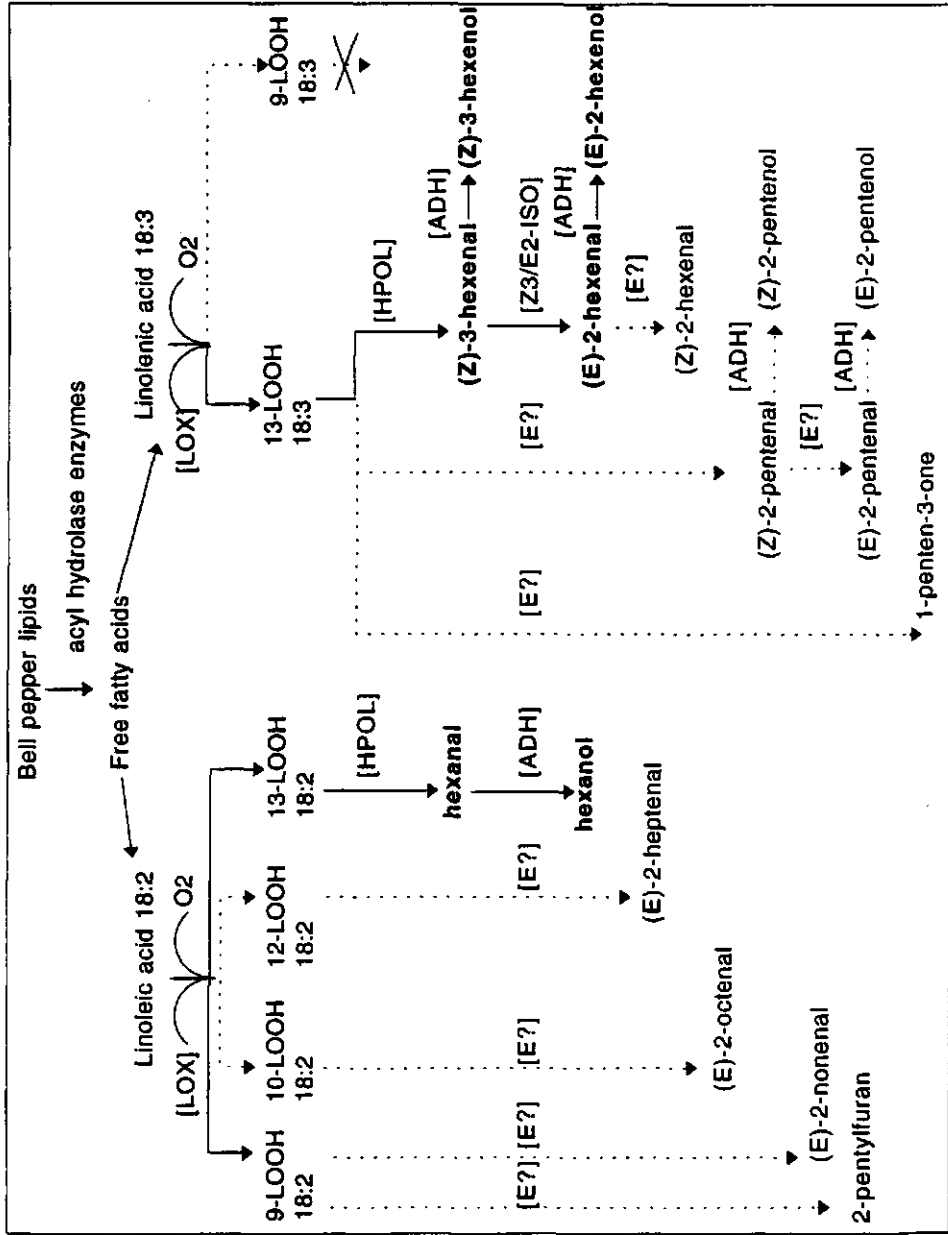 Bell pepper lipids
acyl hydrolase enzymes
Free fatty acids
Linoleic acid 18:2
[LOX]
O2
9-LOOH
18:2
10-LOOH
18:2
12-LOOH
18:2
13-LOOH
18:2
[E?]
[E?]
[E?]
[E?]
[HPOL]
hexanal
[ADH]
hexanol
(E)-2-heptenal
(E)-2-octenal
(E)-2-nonenal
2-pentylfuran
Linolenic acid 18:3
[LOX]
O2
13-LOOH
18:3
9-LOOH
18:3
[HPOL]
[ADH]
(Z)-3-hexenal
(Z)-3-hexenol
[Z3/E2-ISO]
[ADH]
(E)-2-hexenal
(E)-2-hexenol
[E?]
(Z)-2-hexenal
[E?]
[E?]
[ADH]
(Z)-2-pentenal
(Z)-2-pentenol
[E?]
[ADH]
(E)-2-pentenal
(E)-2-pentenol
1-penten-3-one